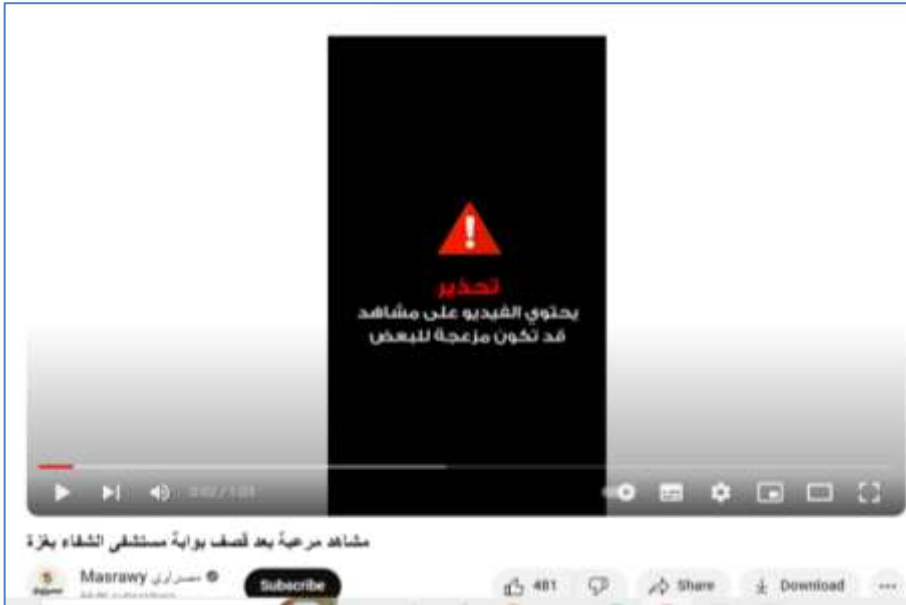 تحذير
يحتوي الفيديو على مشاهد
قد تكون مزعجة للبعض
مشاهد مرعبة بعد قصف بوابة مستشفى الشفاء بغزة
Masrawy مصراوي
Subscribe
481
Share
Download